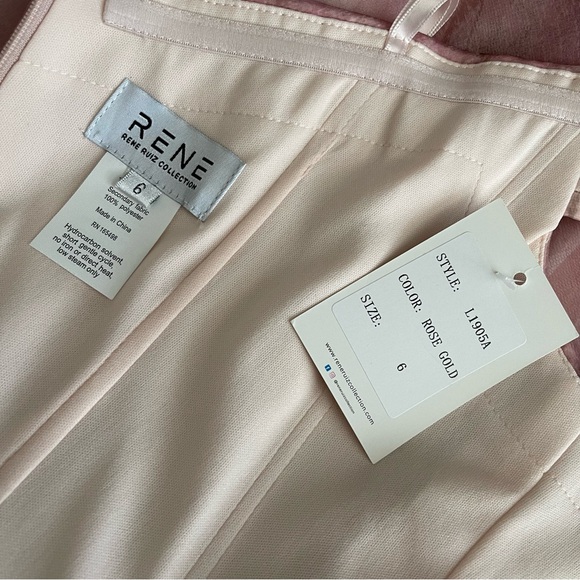 RENE
RENE RUIZ COLLECTION
6
Secondary fabric
100% polyester
Made in China
RN 165498
Hydrocarbon solvent,
short gentle cycle,
no iron or direct heat,
low steam only
STYLE: L1905A
COLOR: ROSE GOLD
SIZE: 6
www.reneruizcollection.com
@reneruizcollection